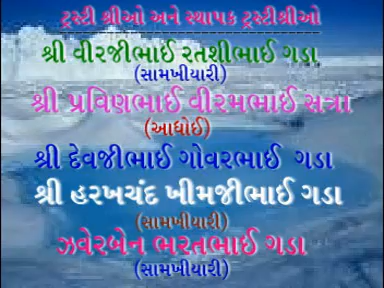 ટ્રસ્ટી શ્રીઓ અને સ્થાપક ટ્રસ્ટીશ્રીઓ
શ્રી વીરજીભાઈ રતશીભાઈ ગડા
(સામખીયારી)
શ્રી પ્રવિણભાઈ વીરમભાઈ સત્રા
(આધોઈ)
શ્રી દેવજીભાઈ ગોવરભાઈ ગડા
શ્રી હરખચંદ ખીમજીભાઈ ગડા
(સામખીયારી)
ઝવેરબેન ભરતભાઈ ગડા
(સામખીયારી)